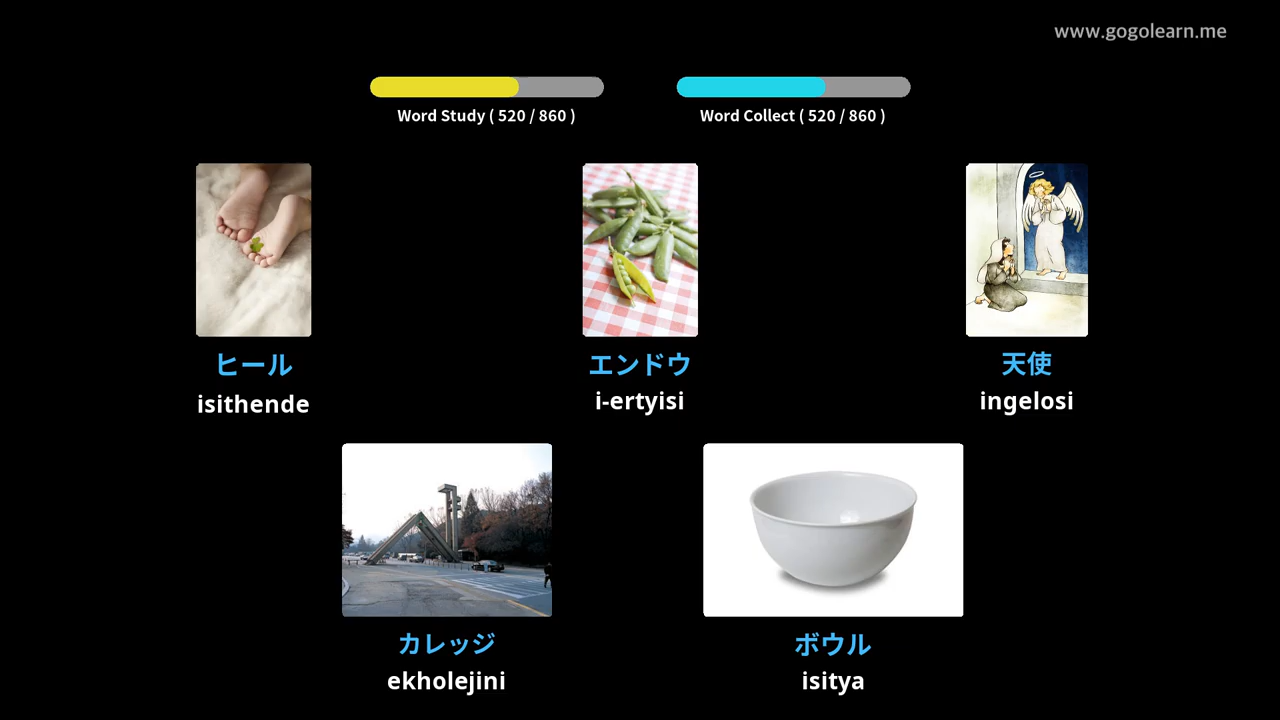 www.gogolearn.me
Word Study ( 520 / 860 )
Word Collect ( 520 / 860 )
ヒール
isithende
エンドウ
i-ertyisi
天使
ingelosi
カレッジ
ekholejini
ボウル
isitya